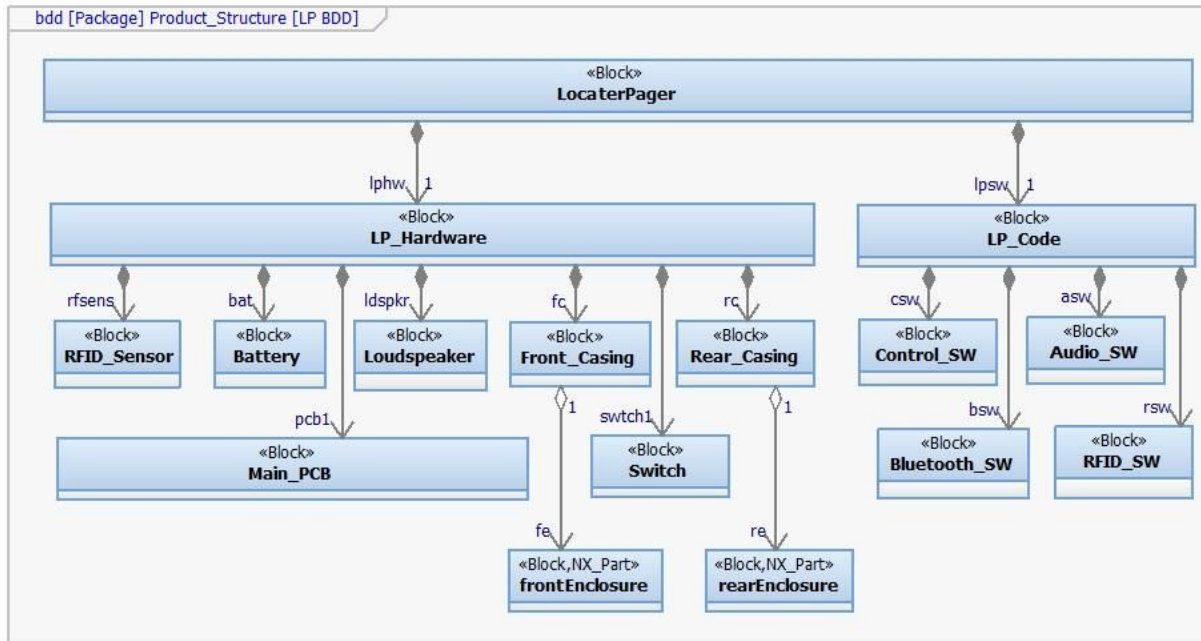 bdd [Package] Product_Structure [LP BDD]
«Block»
LocaterPager
lphw 1
lpsw 1
«Block»
LP_Hardware
«Block»
LP_Code
rfsens
bat
ldspkr
fc
rc
csw
asw
«Block»
RFID_Sensor
«Block»
Battery
«Block»
Loudspeaker
«Block»
Front_Casing
«Block»
Rear_Casing
«Block»
Control_SW
«Block»
Audio_SW
1
1
pcb1
swtch1
bsw
rsw
«Block»
Main_PCB
«Block»
Switch
«Block»
Bluetooth_SW
«Block»
RFID_SW
fe
re
«Block,NX_Part»
frontEnclosure
«Block,NX_Part»
rearEnclosure